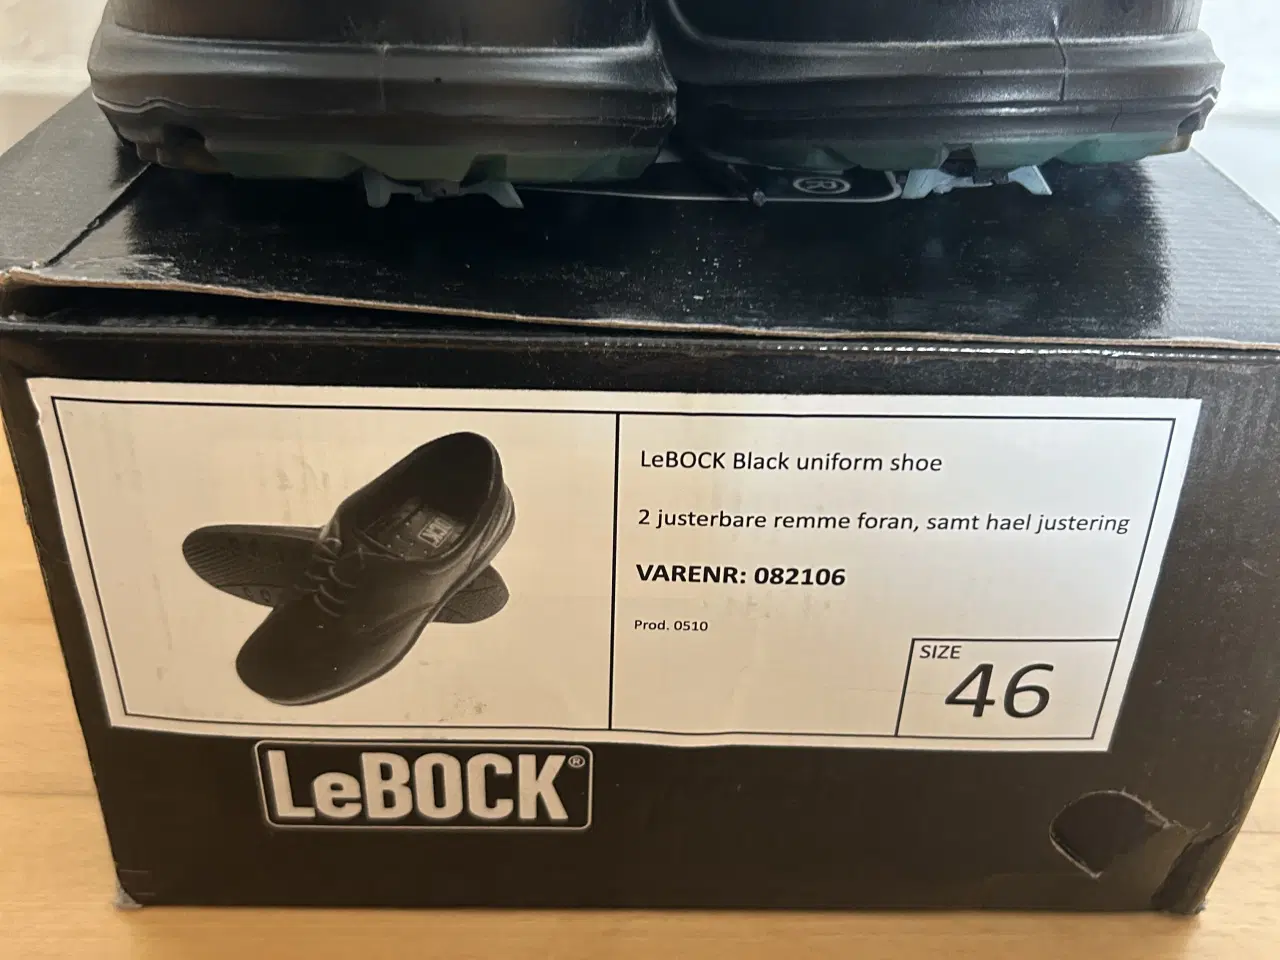 ®
LeBOCK Black uniform shoe
2 justerbare remme foran, samt hael justering
VARENR: 082106
Prod. 0510
SIZE
46
LeBOCK®